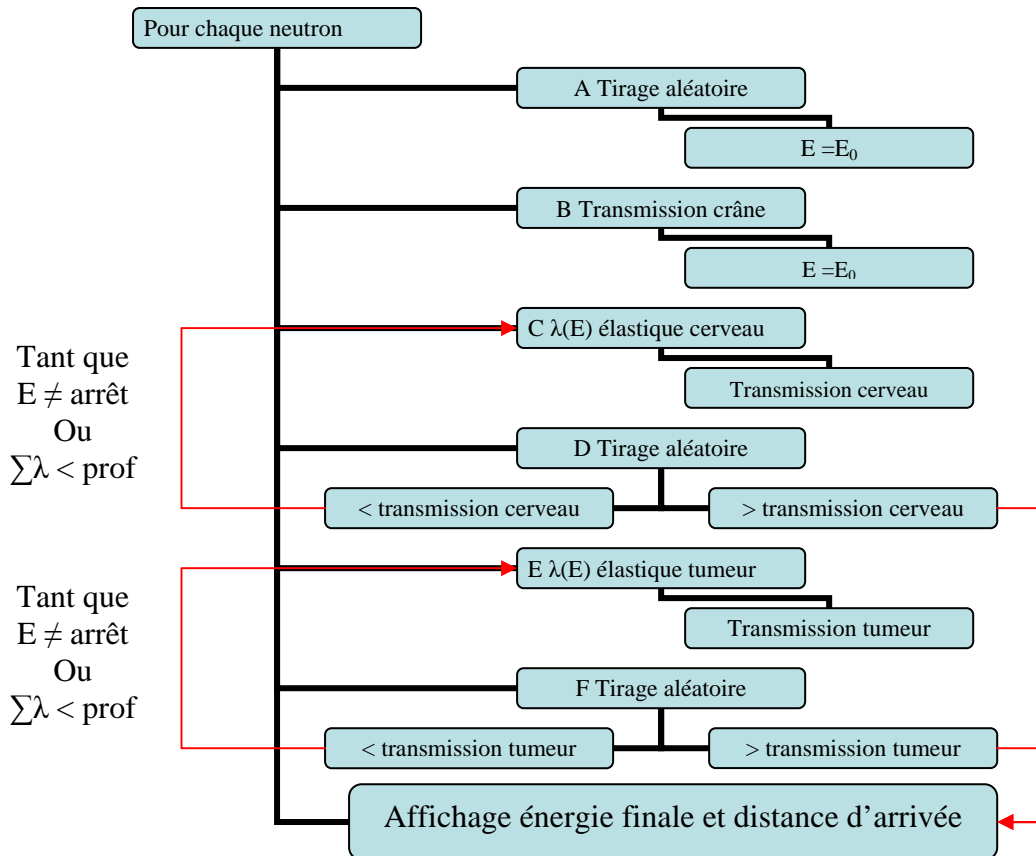 Pour chaque neutron
A Tirage aléatoire
E =E₀
B Transmission crâne
E =E₀
C λ(E) élastique cerveau
Transmission cerveau
Tant que
E ≠ arrêt
Ou
∑λ < prof
D Tirage aléatoire
< transmission cerveau
> transmission cerveau
E λ(E) élastique tumeur
Transmission tumeur
Tant que
E ≠ arrêt
Ou
∑λ < prof
F Tirage aléatoire
< transmission tumeur
> transmission tumeur
Affichage énergie finale et distance d’arrivée